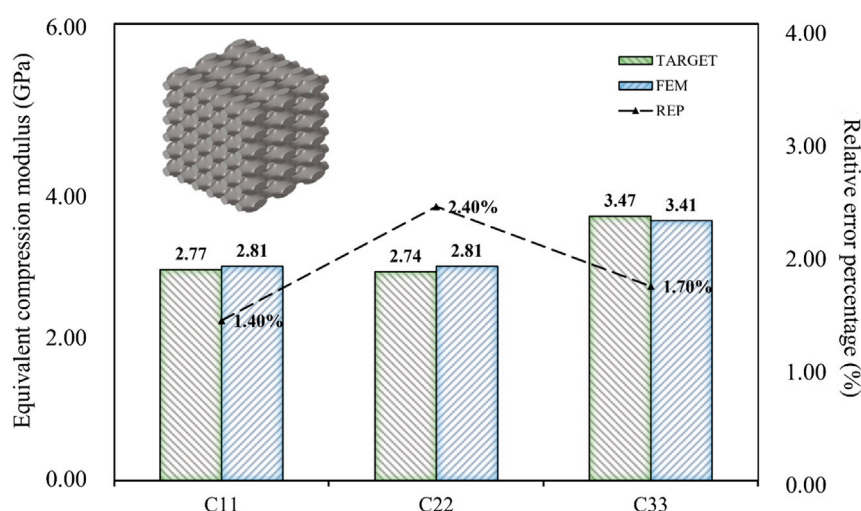 6.00
4.00
2.00
0.00
Equivalent compression modulus (GPa)
TARGET
FEM
REP
2.77
2.81
1.40%
2.74
2.81
2.40%
3.47
3.41
1.70%
C11
C22
C33
4.00
3.00
2.00
1.00
0.00
Relative error percentage (%)